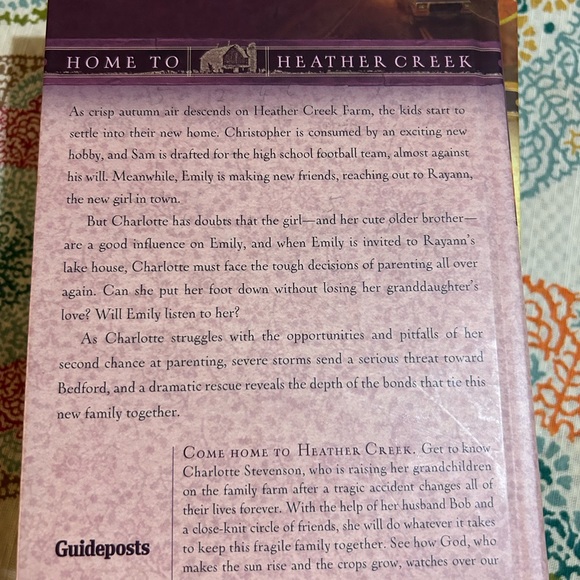 HOME TO HEATHER CREEK
As crisp autumn air descends on Heather Creek Farm, the kids start to
settle into their new home. Christopher is consumed by an exciting new
hobby, and Sam is drafted for the high school football team, almost against
his will. Meanwhile, Emily is making new friends, reaching out to Rayann,
the new girl in town.
But Charlotte has doubts that the girl—and her cute older brother—
are a good influence on Emily, and when Emily is invited to Rayann's
lake house, Charlotte must face the tough decisions of parenting all over
again. Can she put her foot down without losing her granddaughter's
love? Will Emily listen to her?
As Charlotte struggles with the opportunities and pitfalls of her
second chance at parenting, severe storms send a serious threat toward
Bedford, and a dramatic rescue reveals the depth of the bonds that tie this
new family together.
COME HOME TO HEATHER CREEK. Get to know
Charlotte Stevenson, who is raising her grandchildren
on the family farm after a tragic accident changes all of
their lives forever. With the help of her husband Bob and
a close-knit circle of friends, she will do whatever it takes
to keep this fragile family together. See how God, who
makes the sun rise and the crops grow, watches over our
Guideposts